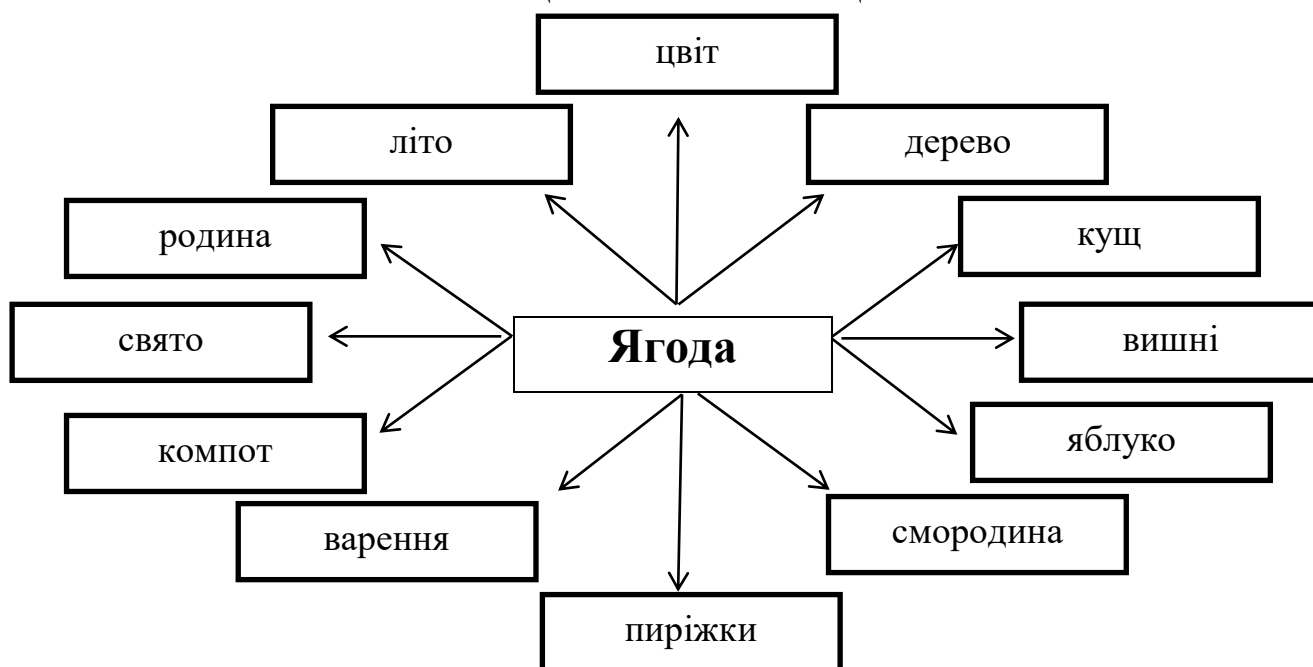 цвіт
літо
дерево
родина
кущ
свято
Ягода
вишні
компот
яблуко
варення
смородина
пиріжки